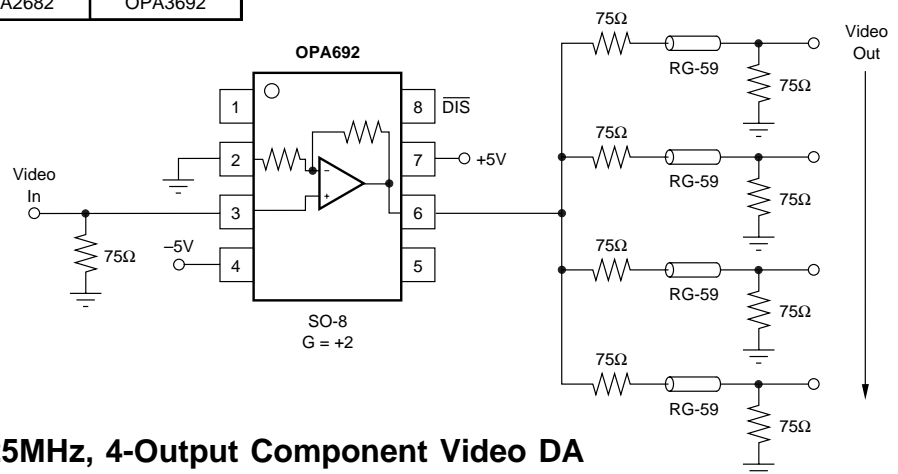 OPA3692
OPA692
1
2
3
4
8 DIS
7
6
5
+5V
Video
In
75Ω
–5V
SO-8
G = +2
75Ω
RG-59
75Ω
75Ω
RG-59
75Ω
75Ω
RG-59
75Ω
75Ω
RG-59
75Ω
Video
Out
4-Output Component Video DA